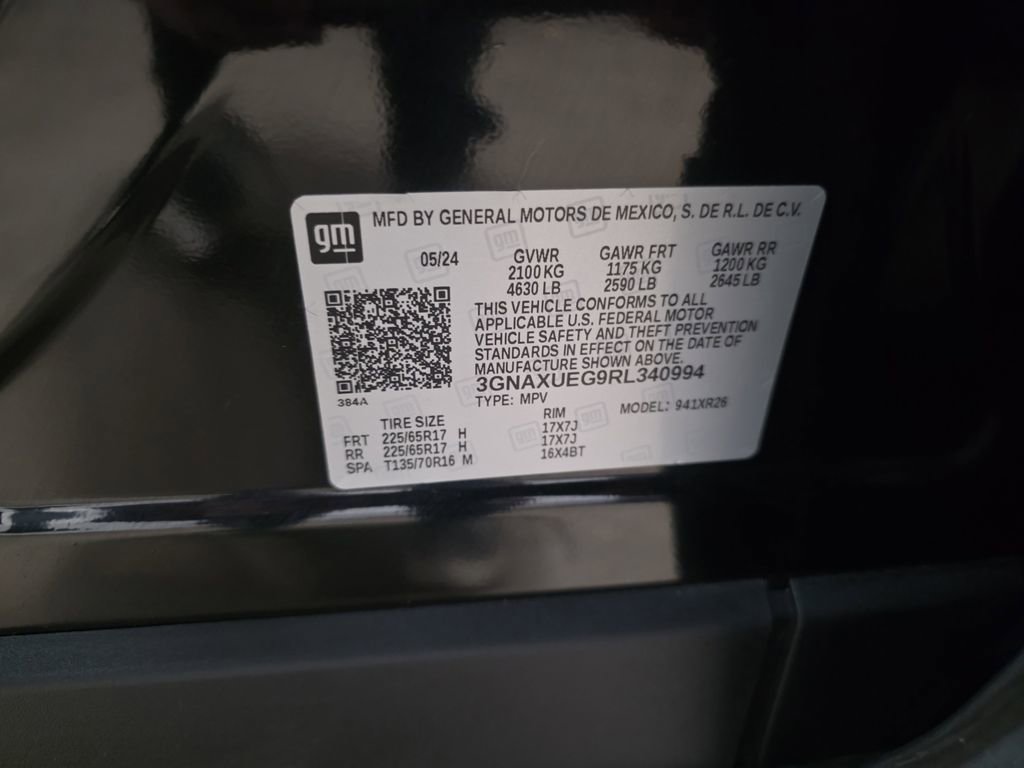 gm
MFD BY GENERAL MOTORS DE MEXICO, S. DE R.L. DE C.V.
05/24 GVWR GAWR FRT GAWR RR
2100 KG 1175 KG 1200 KG
4630 LB 2590 LB 2645 LB
THIS VEHICLE CONFORMS TO ALL
APPLICABLE U.S. FEDERAL MOTOR
VEHICLE SAFETY AND THEFT PREVENTION
STANDARDS IN EFFECT ON THE DATE OF
MANUFACTURE SHOWN ABOVE.
3GNAXUEG9RL340994
384A
TYPE: MPV MODEL: 941XR26
TIRE SIZE RIM
FRT 225/65R17 H 17X7J
RR 225/65R17 H 17X7J
SPA T135/70R16 M 16X4BT